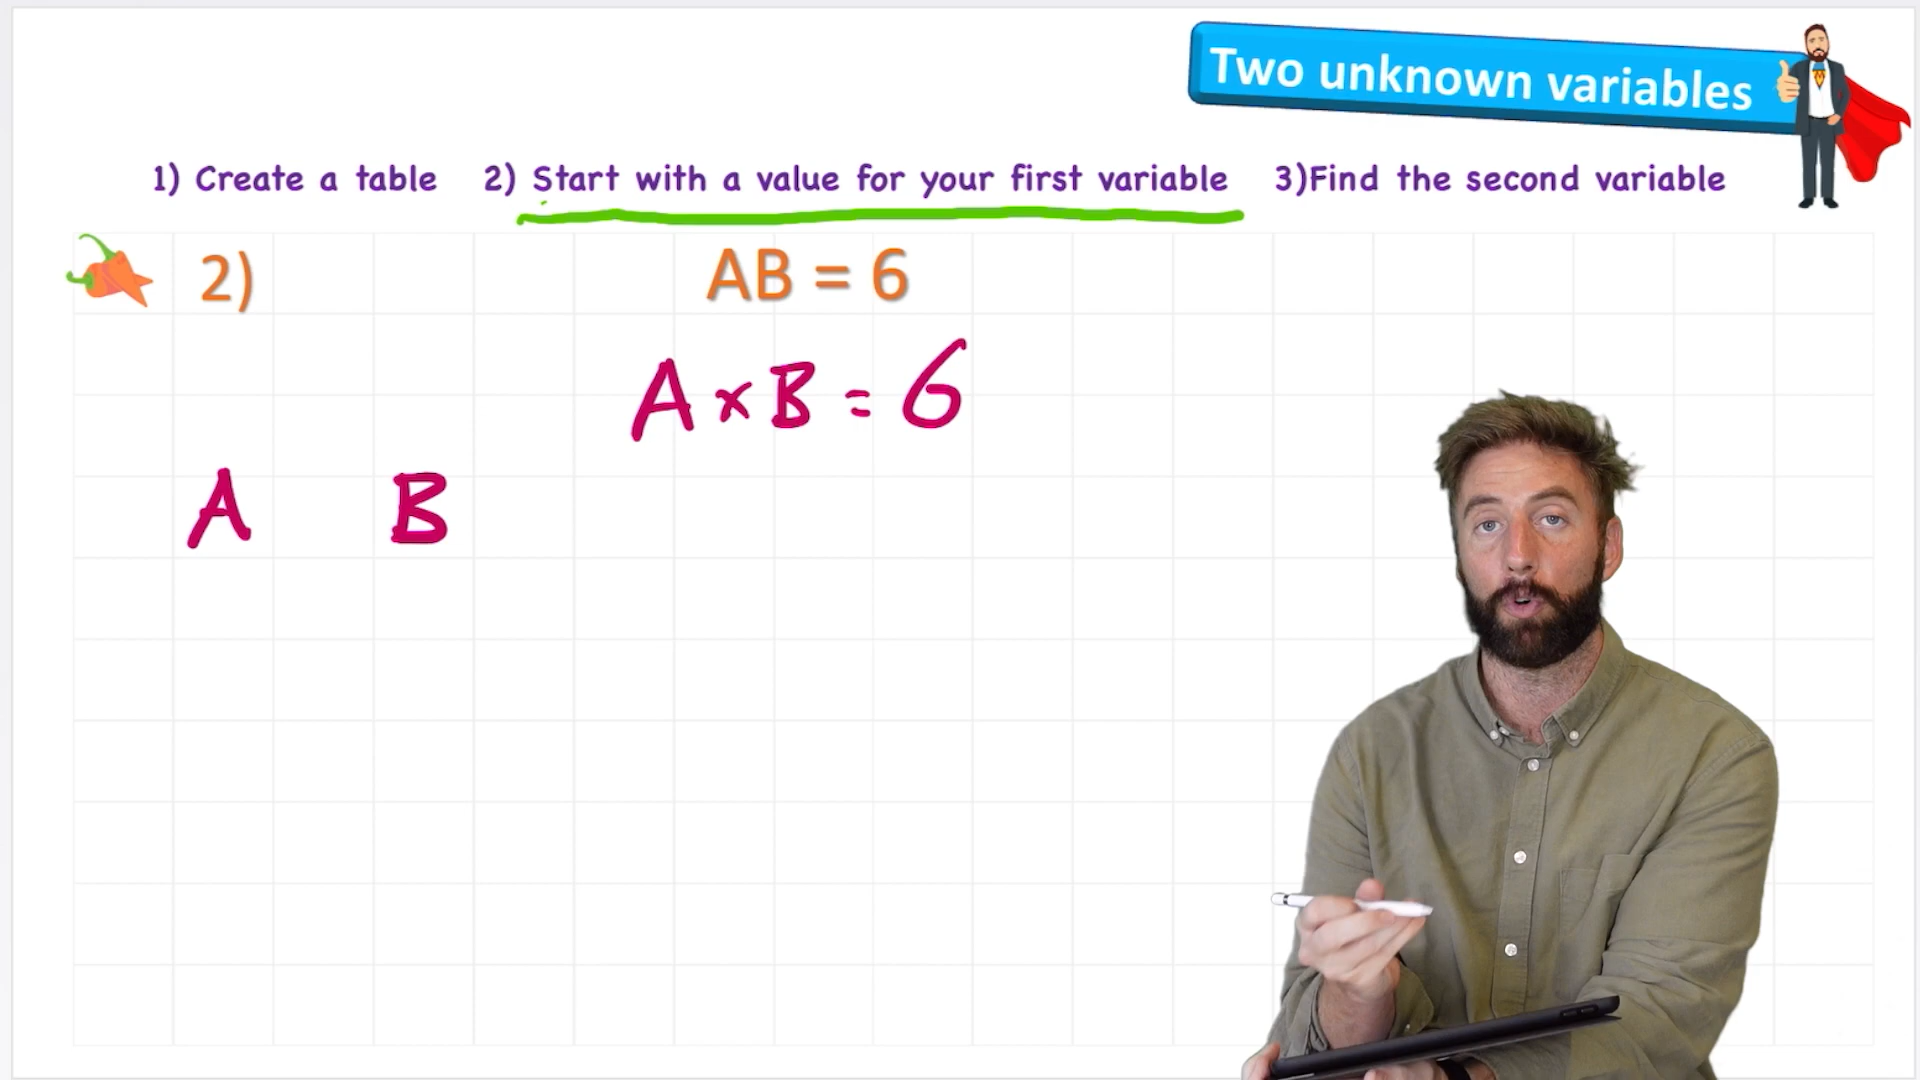 Two unknown variables
1) Create a table 2) Start with a value for your first variable 3)Find the second variable
2) AB = 6
A x B = 6
A B